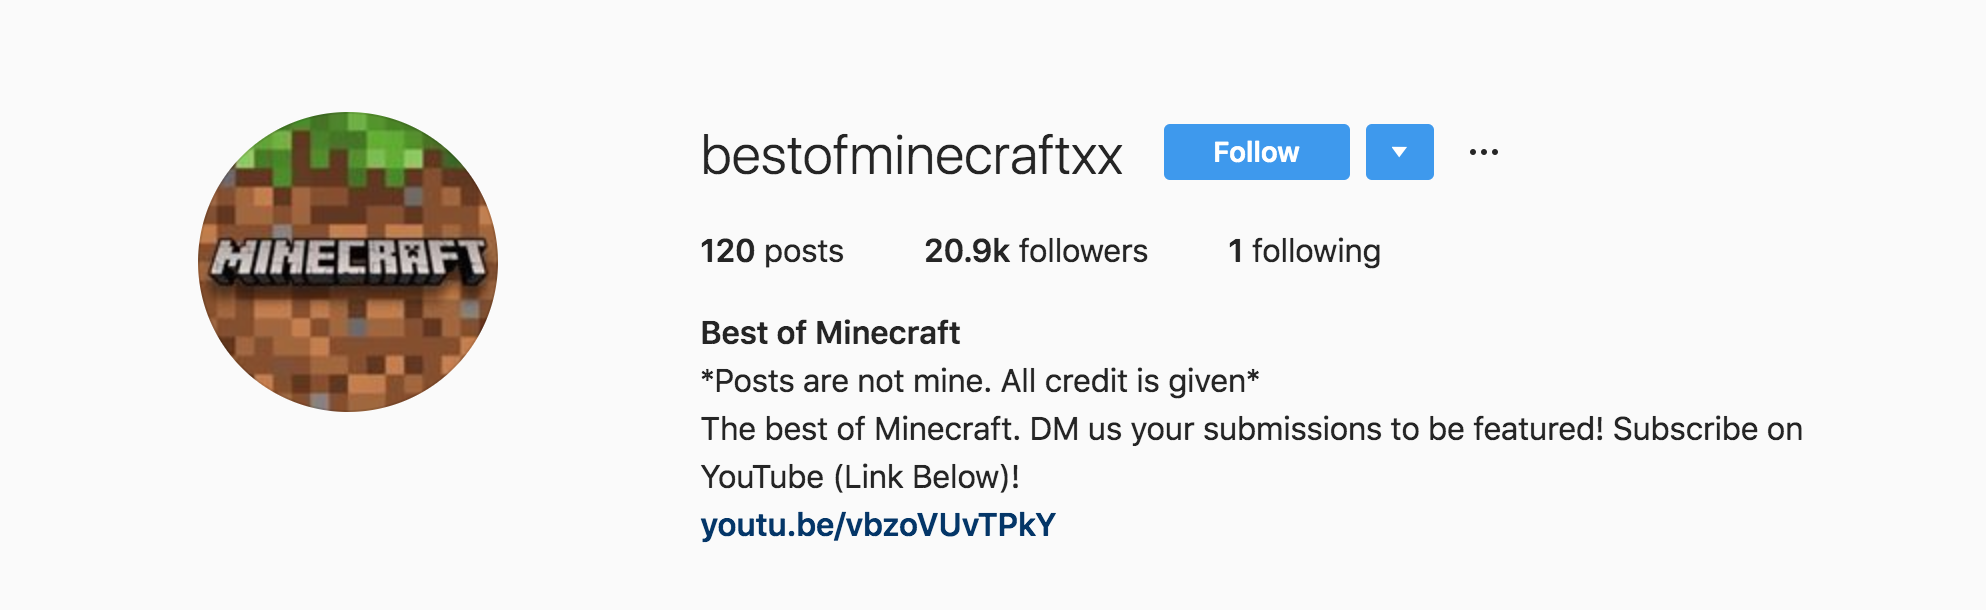 MINECRAFT
bestofminecraftxx Follow
120 posts 20.9k followers 1 following
Best of Minecraft
*Posts are not mine. All credit is given*
The best of Minecraft. DM us your submissions to be featured! Subscribe on
YouTube (Link Below)!
youtu.be/vbzoVUvTPkY